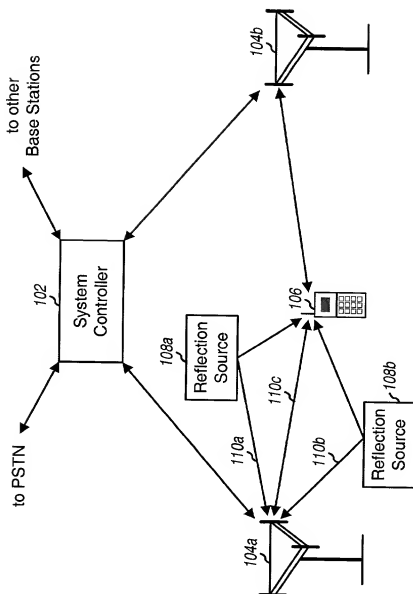 to PSTN
to other
Base Stations
102
System
Controller
104a
104b
108a
Reflection
Source
110a
110c
106
110b
108b
Reflection
Source